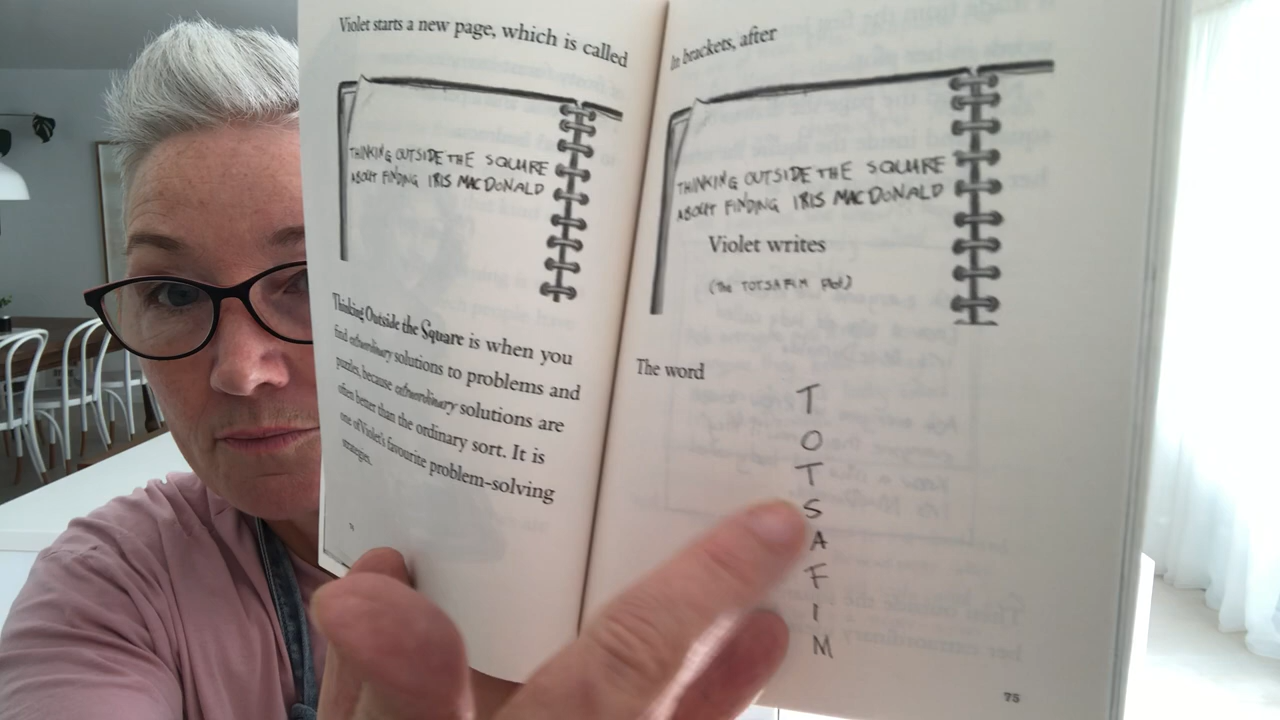 Violet starts a new page, which is called
THINKING OUTSIDE THE SQUARE
ABOUT FINDING IRIS MACDONALD
Thinking Outside the Square is when you
find extraordinary solutions to problems and
puzzles, because extraordinary solutions are
often better than the ordinary sort. It is
one of Violet's favourite problem-solving
strategies.
In brackets, after
THINKING OUTSIDE THE SQUARE
ABOUT FINDING IRIS MACDONALD
Violet writes
(The TOTSAFIM Plot)
The word
T
O
T
S
A
F
I
M
75